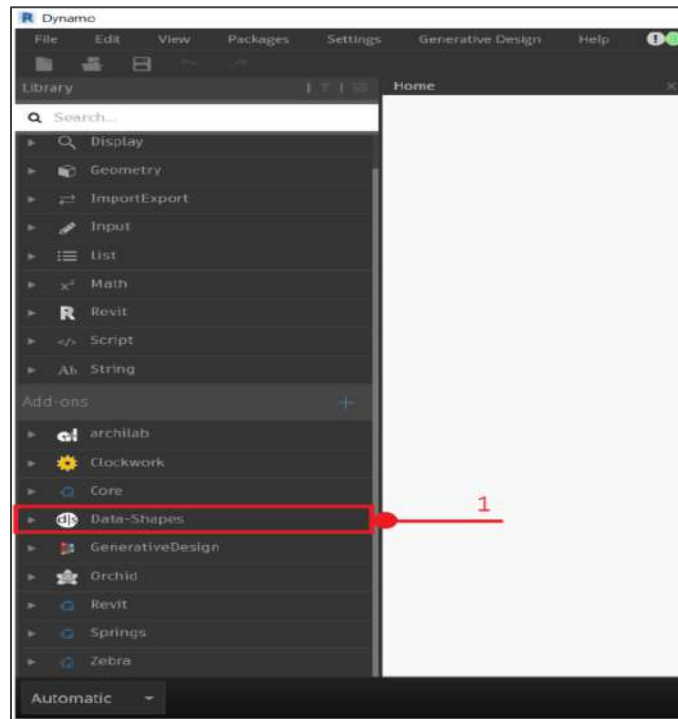 Dynamo
File Edit View Packages Settings Generative Design Help
Library
Home
Search...
Display
Geometry
ImportExport
Input
List
Math
Revit
Script
String
Add-ons
archilab
Clockwork
Core
Data-Shapes
1
GenerativeDesign
Orchid
Revit
Springs
Zebra
Automatic